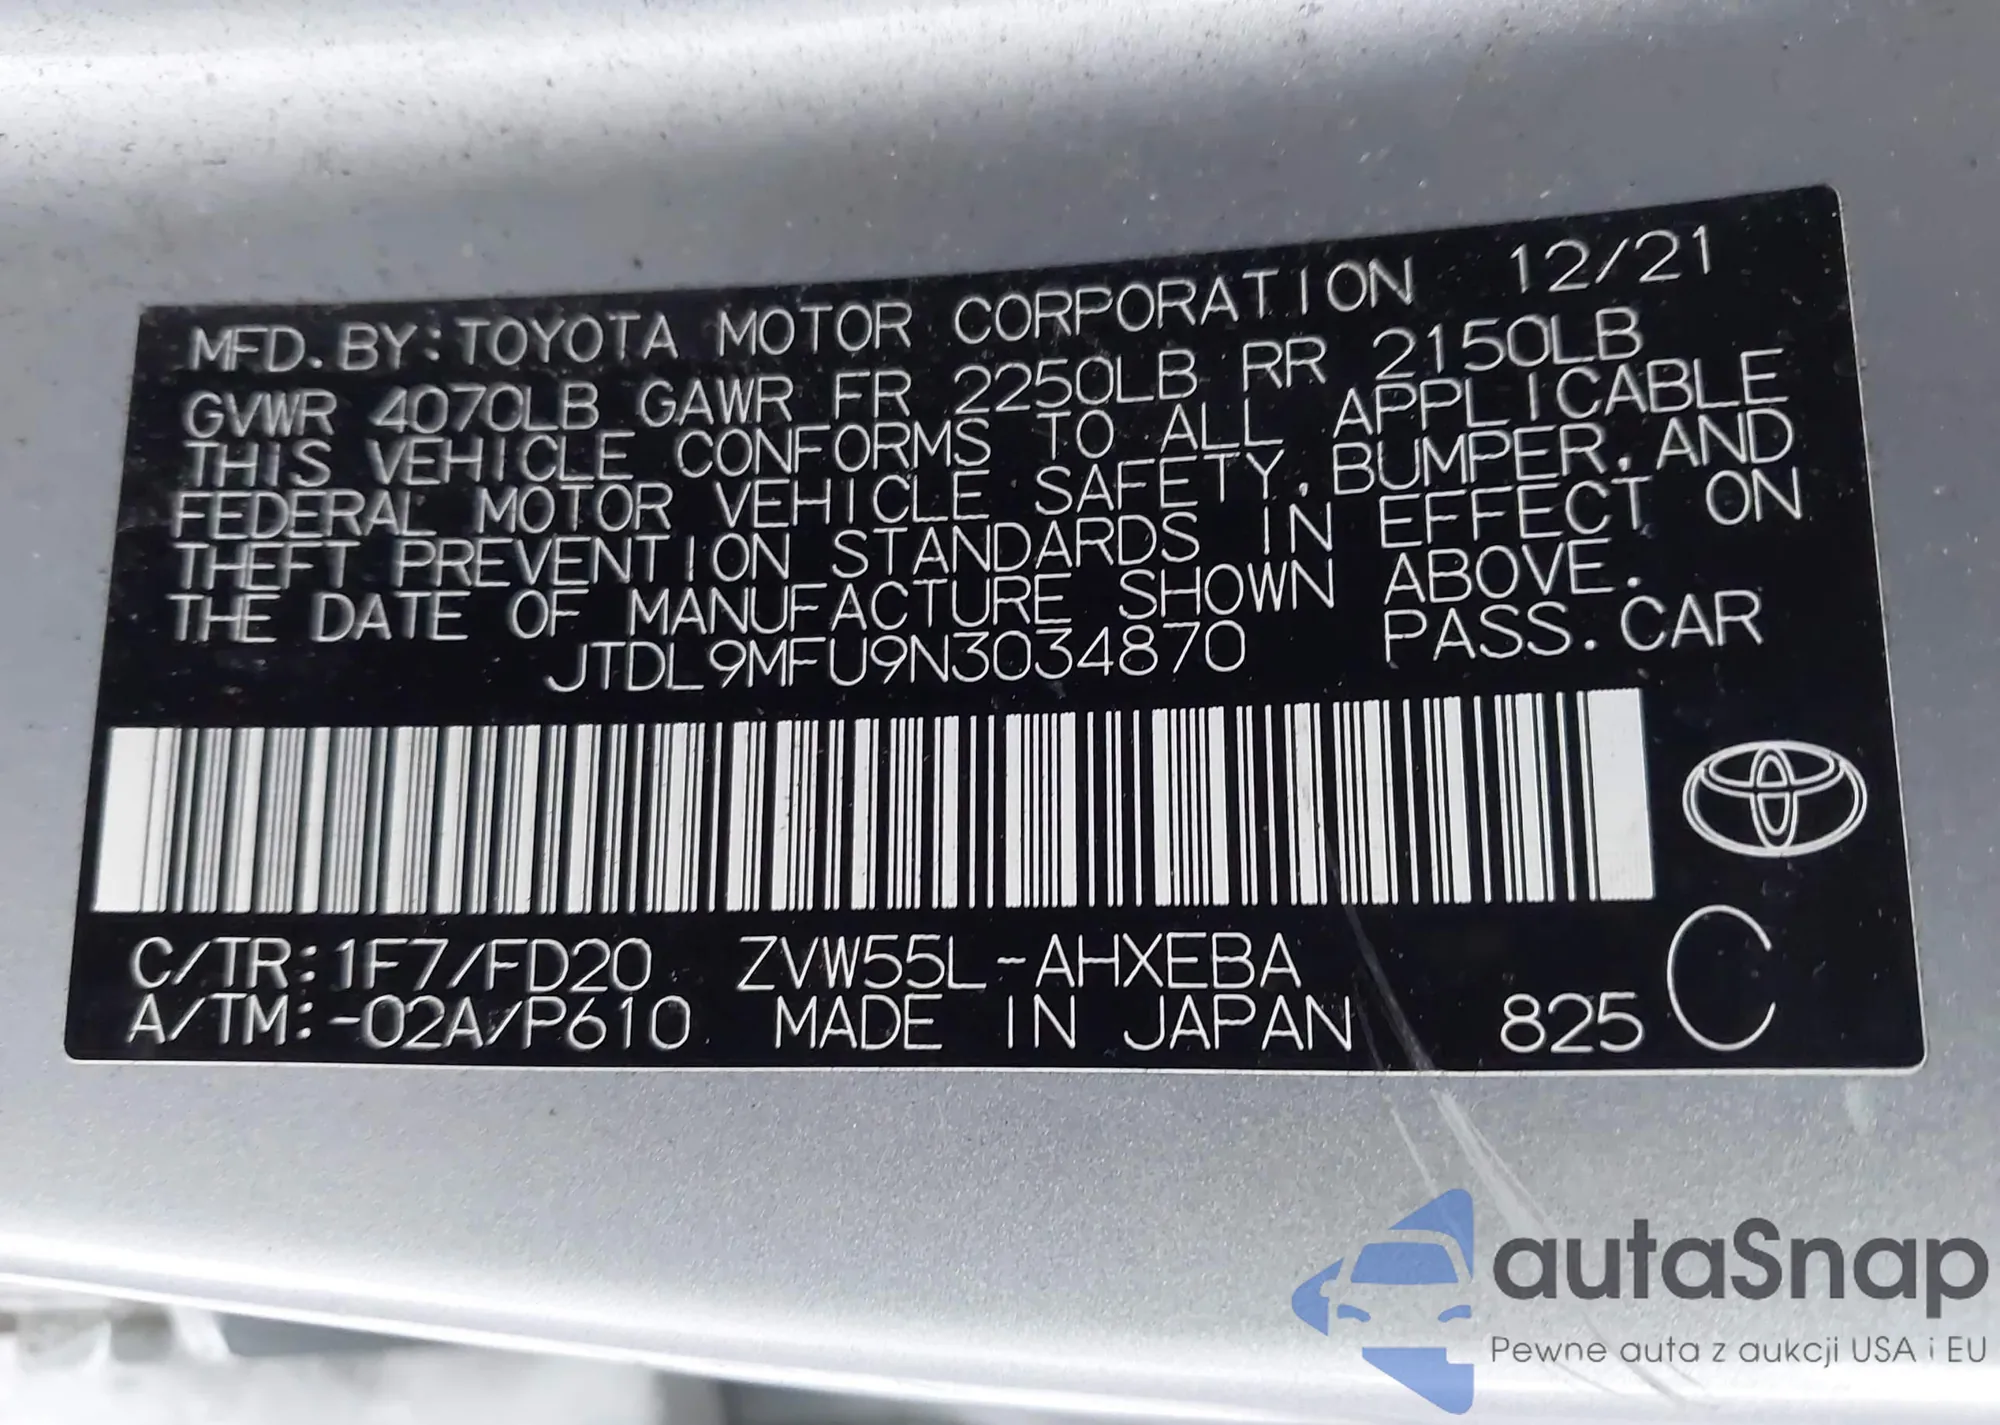 MFD. BY: TOYOTA MOTOR CORPORATION 12/21
GVWR 4070LB GAWR FR 2250LB RR 2150LB
THIS VEHICLE CONFORMS TO ALL APPLICABLE
FEDERAL MOTOR VEHICLE SAFETY, BUMPER, AND
THEFT PREVENTION STANDARDS IN EFFECT ON
THE DATE OF MANUFACTURE SHOWN ABOVE.
JTDL9MFU9N3034870 PASS. CAR
C/TR: 1F7/FD20 ZVW55L-AHXEBA
A/TM: -02A/P610 MADE IN JAPAN 825 C
autaSnap
Pewne auta z aukcji USA i EU